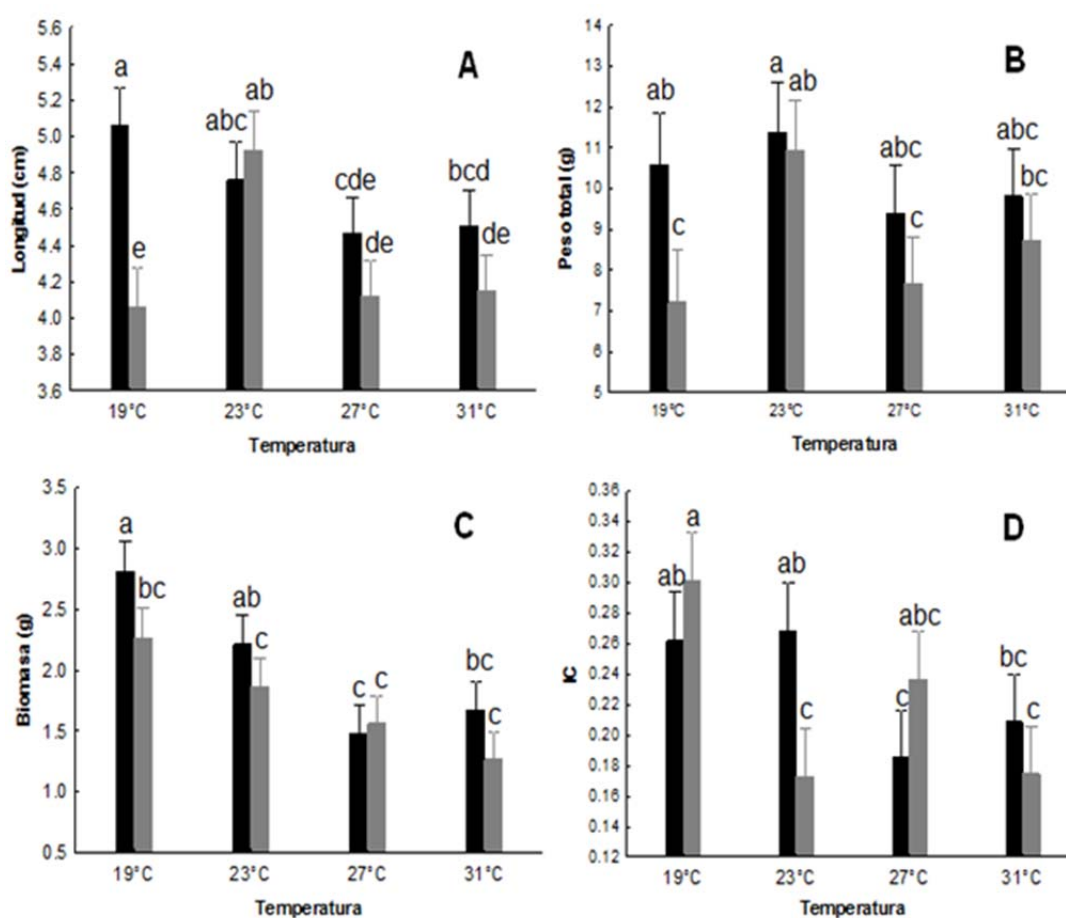 A
Longitud (cm)
5.6
5.4
5.2
5.0
4.8
4.6
4.4
4.2
4.0
3.8
3.6
a
e
abc
ab
cde
de
bcd
de
19°C 23°C 27°C 31°C
Temperatura
B
Peso total (g)
14
13
12
11
10
9
8
7
6
5
ab
c
a
ab
abc
c
abc
bc
19°C 23°C 27°C 31°C
Temperatura
C
Biomasa (g)
3.5
3.0
2.5
2.0
1.5
1.0
0.5
a
bc
ab
c
c
c
bc
c
19°C 23°C 27°C 31°C
Temperatura
D
IC
0.36
0.34
0.32
0.30
0.28
0.26
0.24
0.22
0.20
0.18
0.16
0.14
0.12
ab
a
ab
c
c
abc
bc
c
19°C 23°C 27°C 31°C
Temperatura